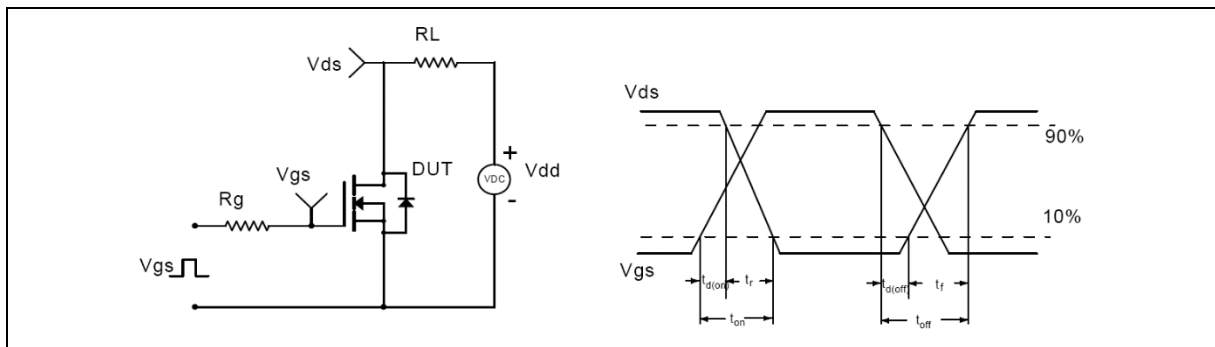 RL
Vds
Vgs
DUT
+
Vdd
VDC
-
Rg
Vgs
Vds
90%
10%
Vgs
td(on)
tr
td(off)
tf
ton
toff